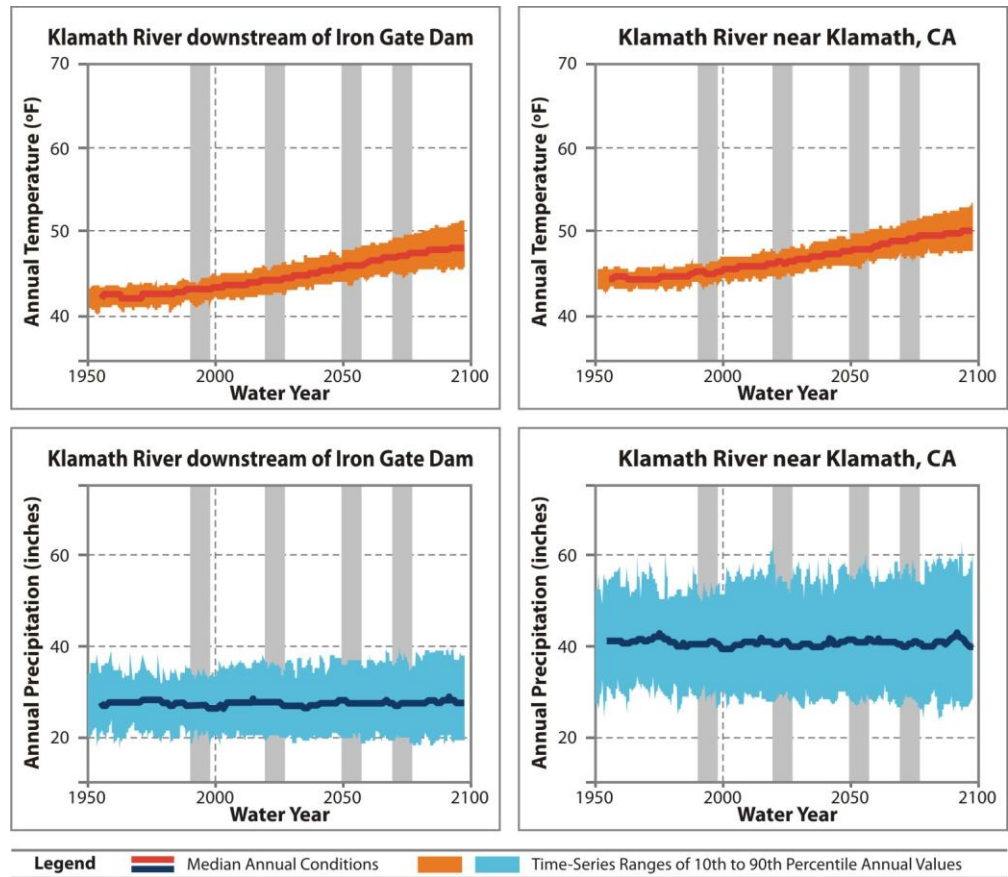 Klamath River downstream of Iron Gate Dam
70
60
50
40
Annual Temperature (ºF)
1950 2000 2050 2100
Water Year
Klamath River near Klamath, CA
70
60
50
40
Annual Temperature (ºF)
1950 2000 2050 2100
Water Year
Klamath River downstream of Iron Gate Dam
60
40
20
Annual Precipitation (inches)
1950 2000 2050 2100
Water Year
Klamath River near Klamath, CA
60
40
20
Annual Precipitation (inches)
1950 2000 2050 2100
Water Year
Legend Median Annual Conditions Time-Series Ranges of 10th to 90th Percentile Annual Values